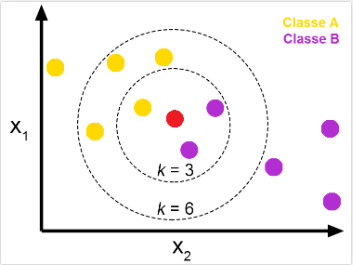 Classe A
Classe B
X1
k = 3
k = 6
X2